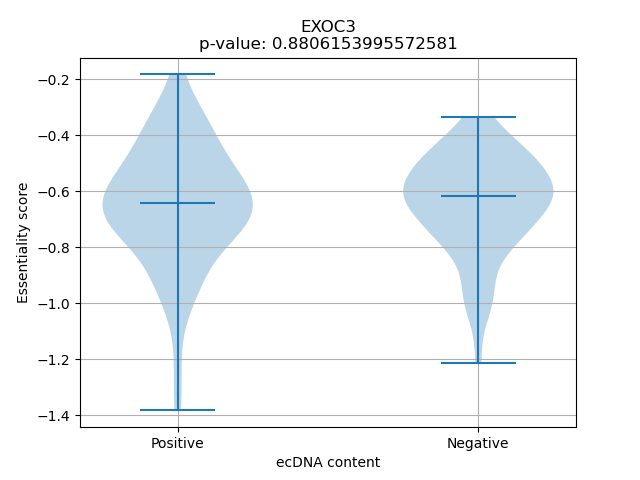 EXOC3
p-value: 0.8806153995572581
−0.2
−0.4
−0.6
−0.8
−1.0
−1.2
−1.4
Essentiality score
Positive
Negative
ecDNA content